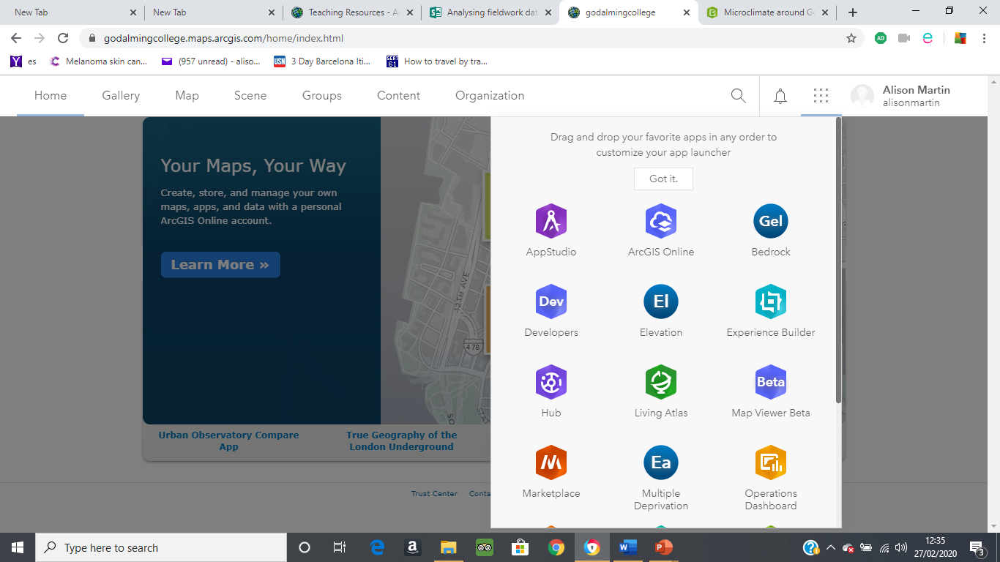 New Tab
New Tab
Teaching Resources - A
Analysing fieldwork dat
godalmingcollege
Microclimate around Go
godalmingcollege.maps.arcgis.com/home/index.html
AD
es
Melanoma skin can...
(957 unread) - aliso...
USN
3 Day Barcelona Iti...
SEAT
61
How to travel by tra...
Home
Gallery
Map
Scene
Groups
Content
Organization
Alison Martin
alisonmartin
Your Maps, Your Way
Create, store, and manage your own
maps, apps, and data with a personal
ArcGIS Online account.
Learn More »
12TH AVE
478
Urban Observatory Compare
App
True Geography of the
London Underground
Trust Center
Conta
Drag and drop your favorite apps in any order to
customize your app launcher
Got it.
AppStudio
ArcGIS Online
Gel
Bedrock
Dev
Developers
El
Elevation
Experience Builder
Hub
Living Atlas
Beta
Map Viewer Beta
Marketplace
Ea
Multiple
Deprivation
Operations
Dashboard
Type here to search
12:35
27/02/2020
3